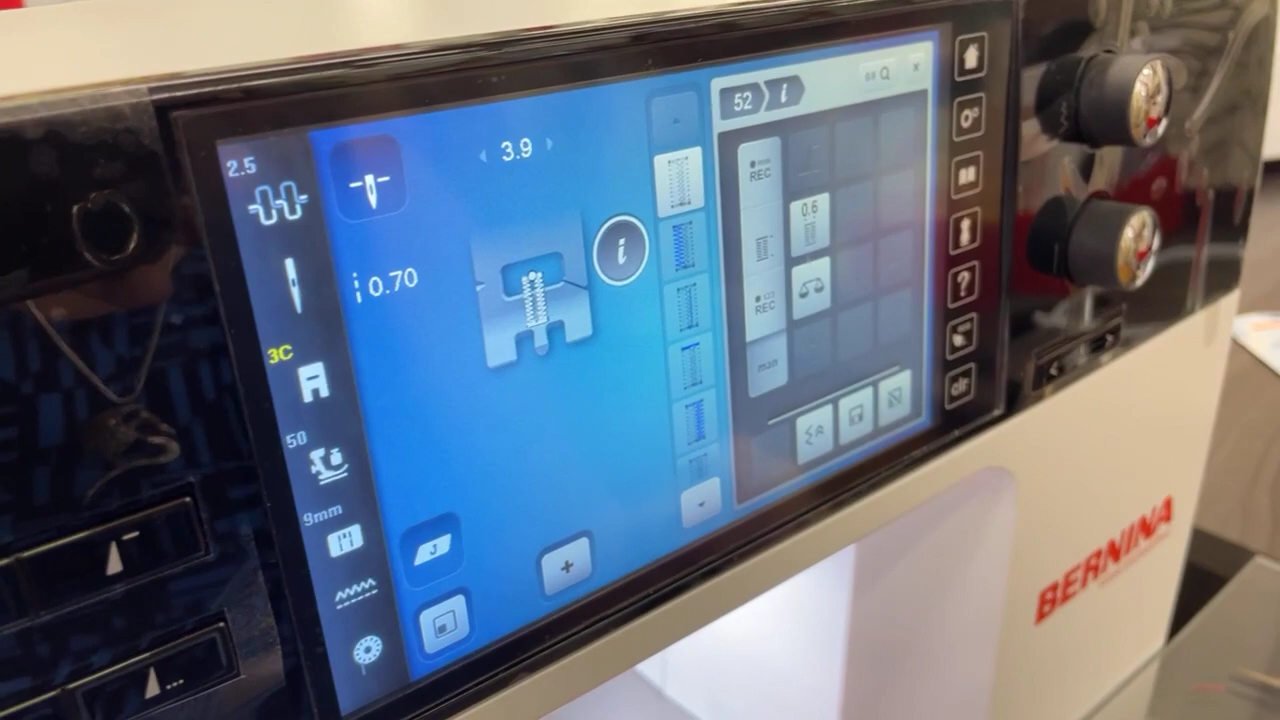 2.5
3.9
52
i
0.70
i
REC
0.6
3C
REC
man
50
9mm
J
+
?
clr
BERNINA